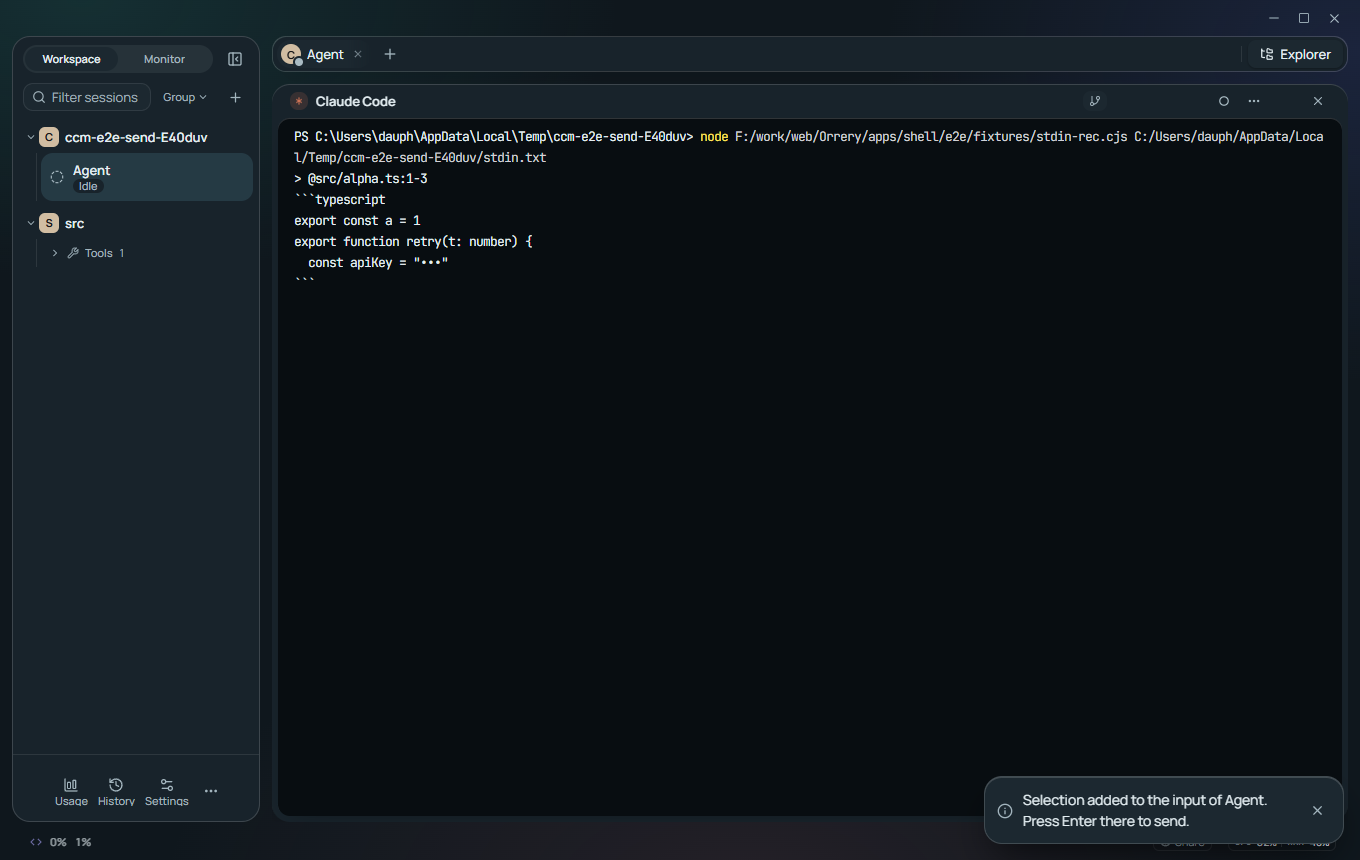 Workspace
Monitor
Filter sessions
Group
C ccm-e2e-send-E40duv
Agent
Idle
S src
Tools 1
Usage
History
Settings
0% 1%
C Agent
Explorer
Claude Code
PS C:\Users\dauph\AppData\Local\Temp\ccm-e2e-send-E40duv> node F:/work/web/Orrery/apps/shell/e2e/fixtures/stdin-rec.cjs C:/Users/dauph/AppData/Loca
l/Temp/ccm-e2e-send-E40duv/stdin.txt
> @src/alpha.ts:1-3
```typescript
export const a = 1
export function retry(t: number) {
  const apiKey = "•••"
```
Selection added to the input of Agent.
Press Enter there to send.